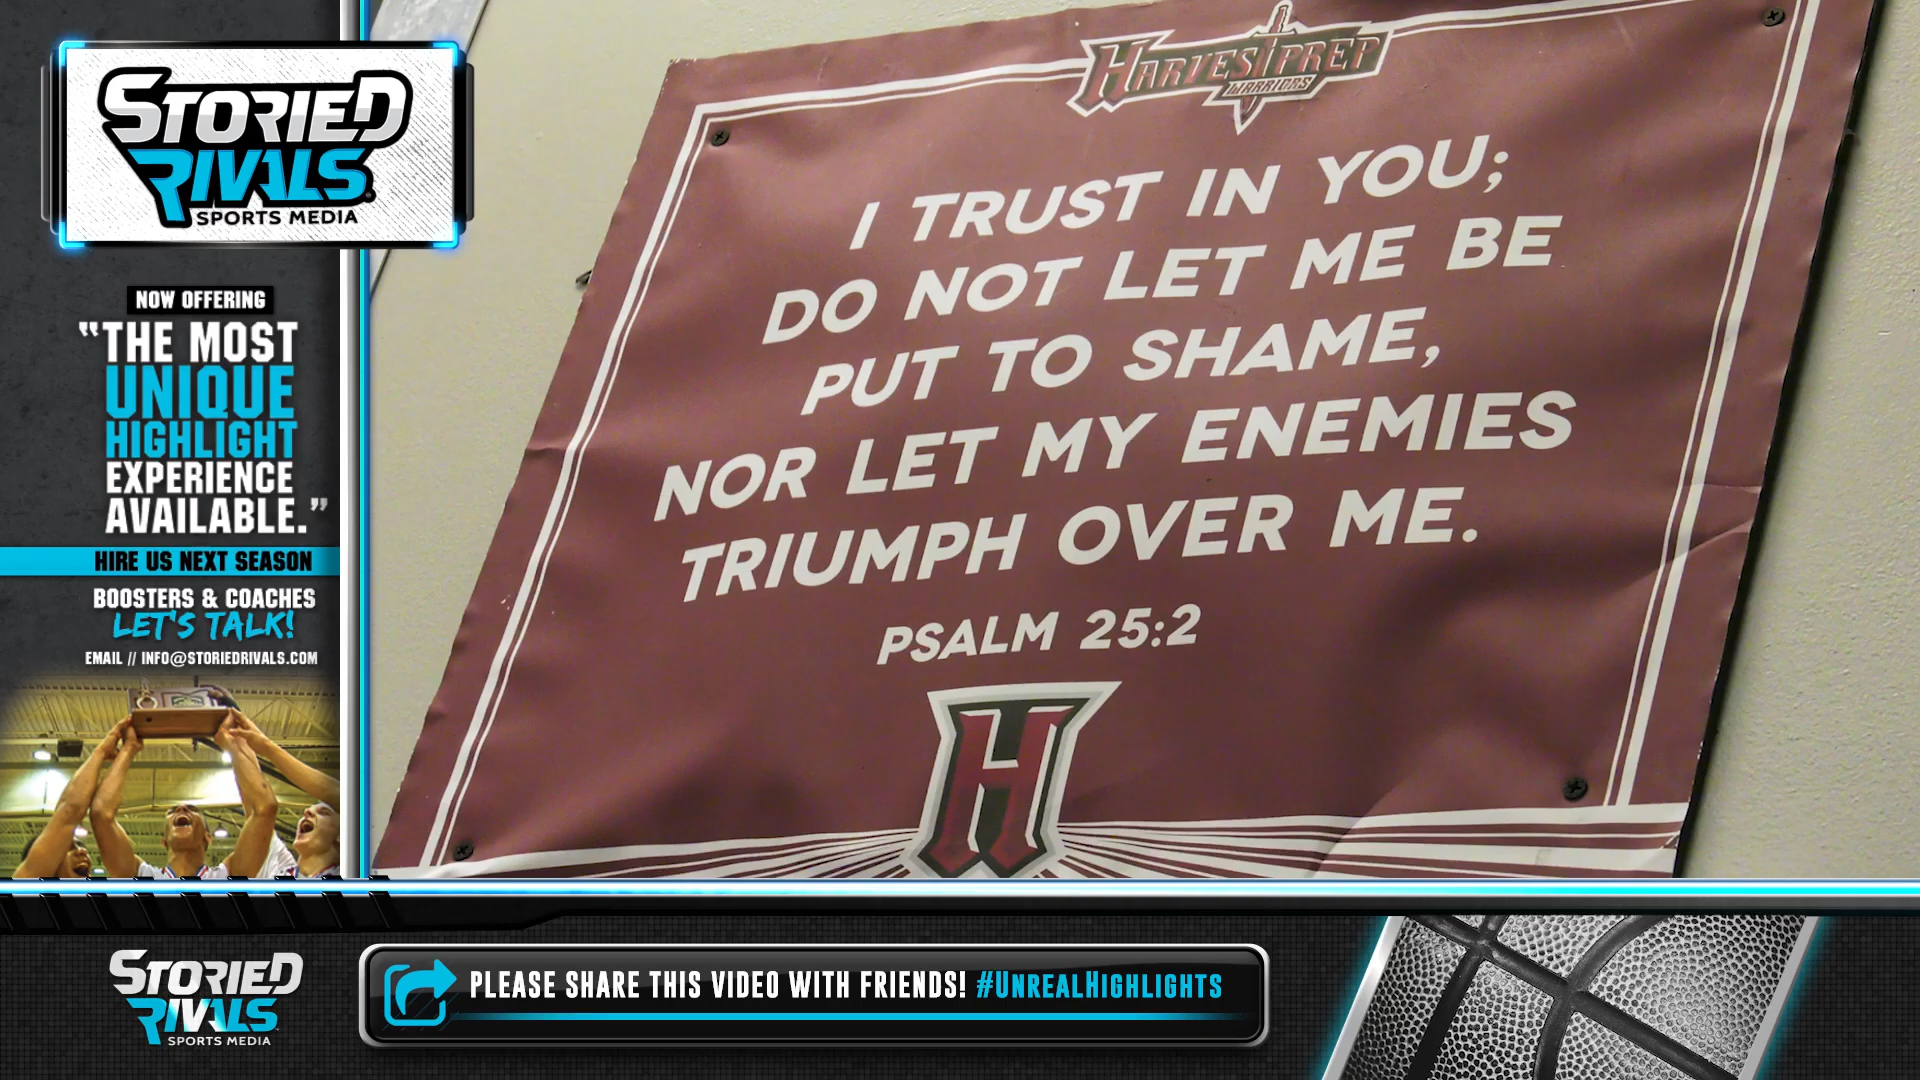 STORIED
RIVALS
SPORTS MEDIA
NOW OFFERING
“THE MOST
UNIQUE
HIGHLIGHT
EXPERIENCE
AVAILABLE.”
HIRE US NEXT SEASON
BOOSTERS & COACHES
LET'S TALK!
EMAIL // INFO@STORIEDRIVALS.COM
HARVEST PREP
WARRIORS
I TRUST IN YOU;
DO NOT LET ME BE
PUT TO SHAME,
NOR LET MY ENEMIES
TRIUMPH OVER ME.
PSALM 25:2
H
STORIED
RIVALS
SPORTS MEDIA
PLEASE SHARE THIS VIDEO WITH FRIENDS! #UNREALHIGHLIGHTS